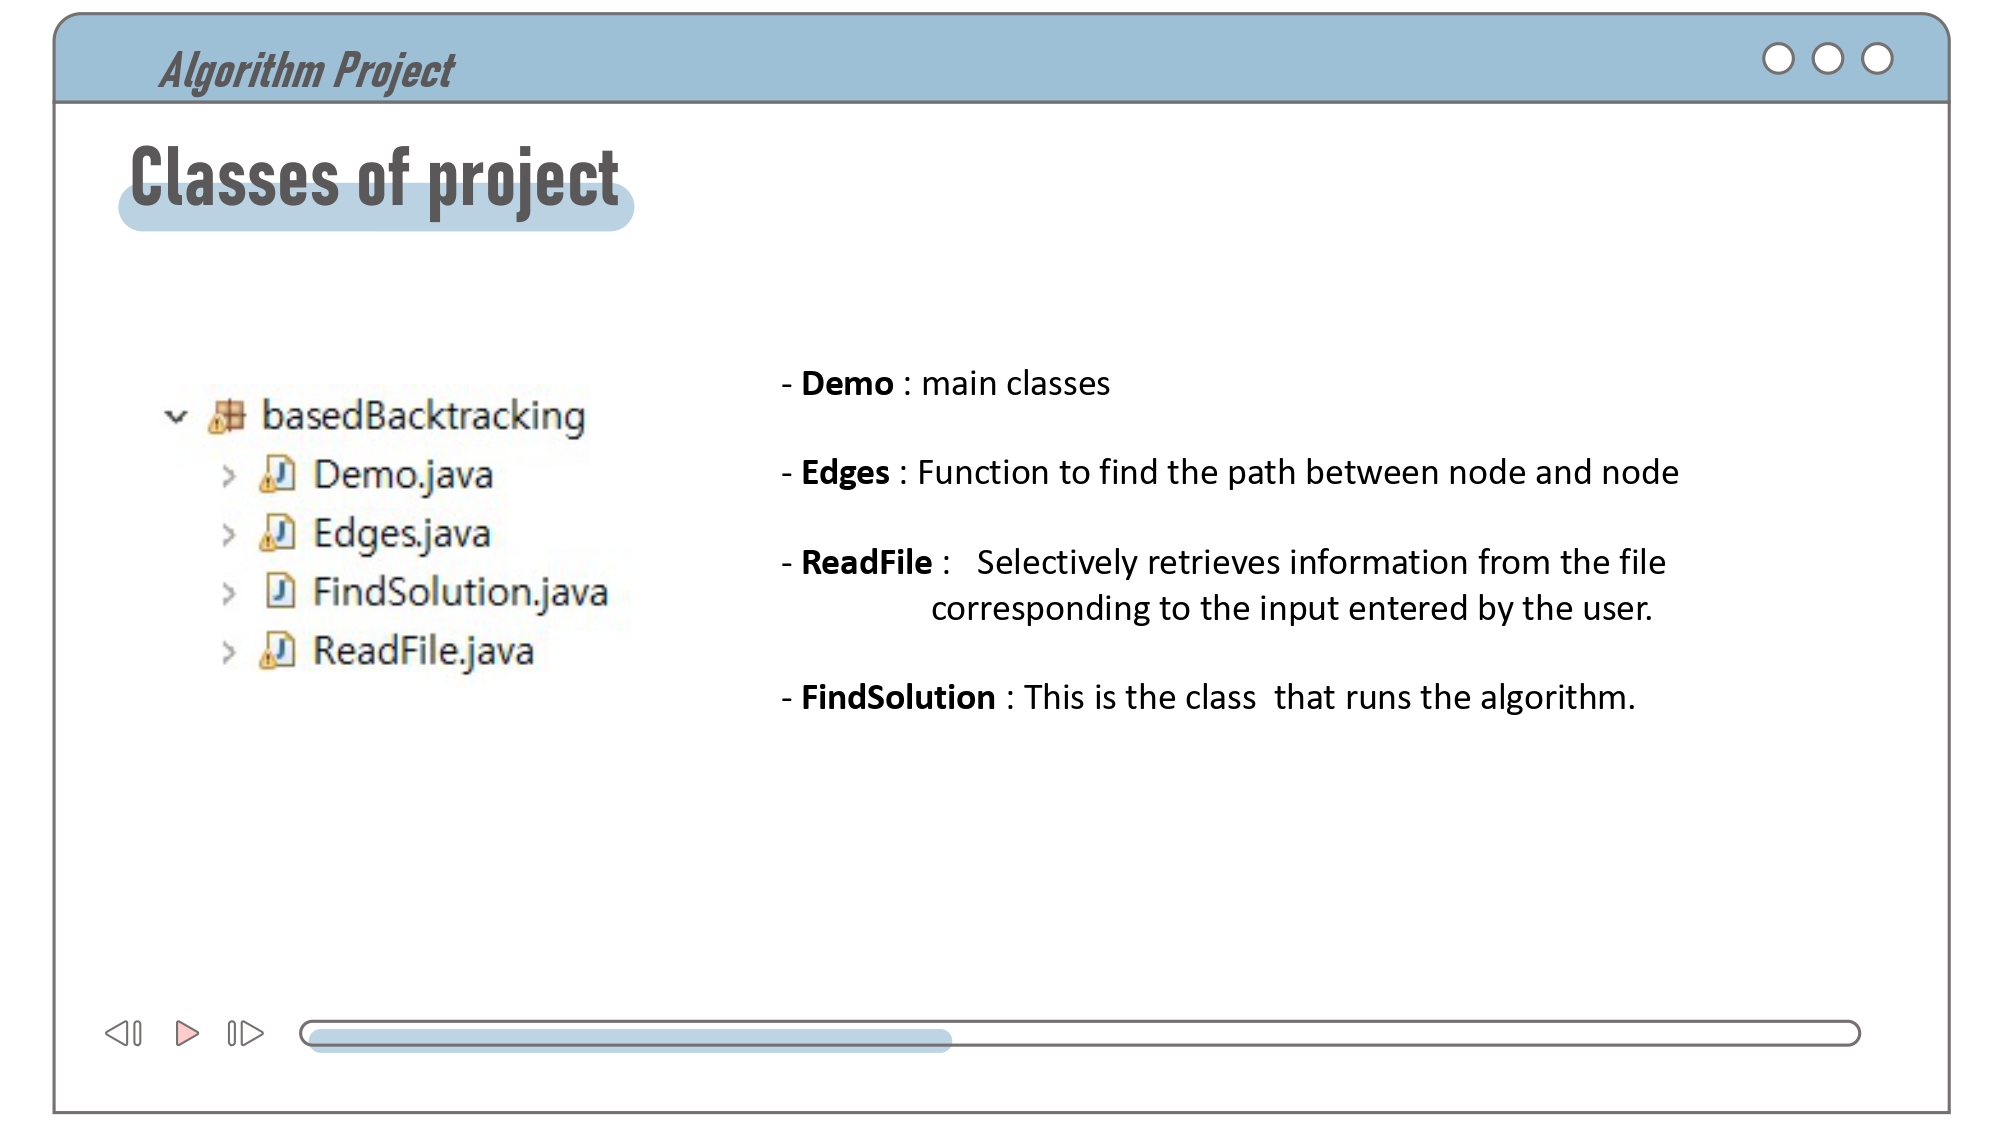 Algorithm Project
Classes of project
basedBacktracking
Demo.java
Edges.java
FindSolution.java
ReadFile.java
- Demo : main classes
- Edges : Function to find the path between node and node
- ReadFile :   Selectively retrieves information from the file
corresponding to the input entered by the user.
- FindSolution : This is the class  that runs the algorithm.